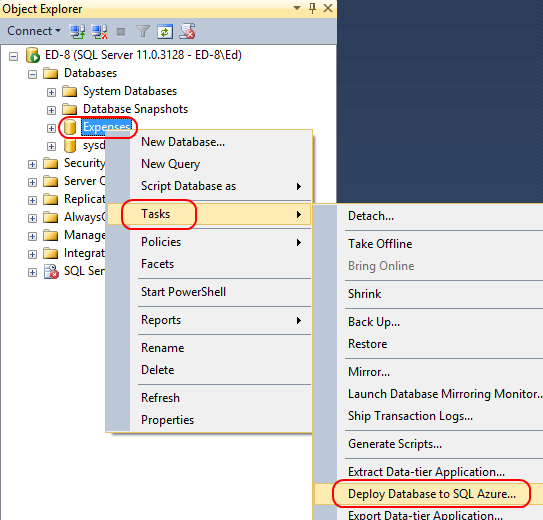 Object Explorer
Connect
ED-8 (SQL Server 11.0.3128 - ED-8\Ed)
Databases
System Databases
Database Snapshots
Expenses
sysd
Security
Server O
Replicat
AlwaysO
Manage
Integrat
SQL Ser
New Database...
New Query
Script Database as
Tasks
Policies
Facets
Start PowerShell
Reports
Rename
Delete
Refresh
Properties
Detach...
Take Offline
Bring Online
Shrink
Back Up...
Restore
Mirror...
Launch Database Mirroring Monitor...
Ship Transaction Logs...
Generate Scripts...
Extract Data-tier Application...
Deploy Database to SQL Azure...
Export Data-tier Application...